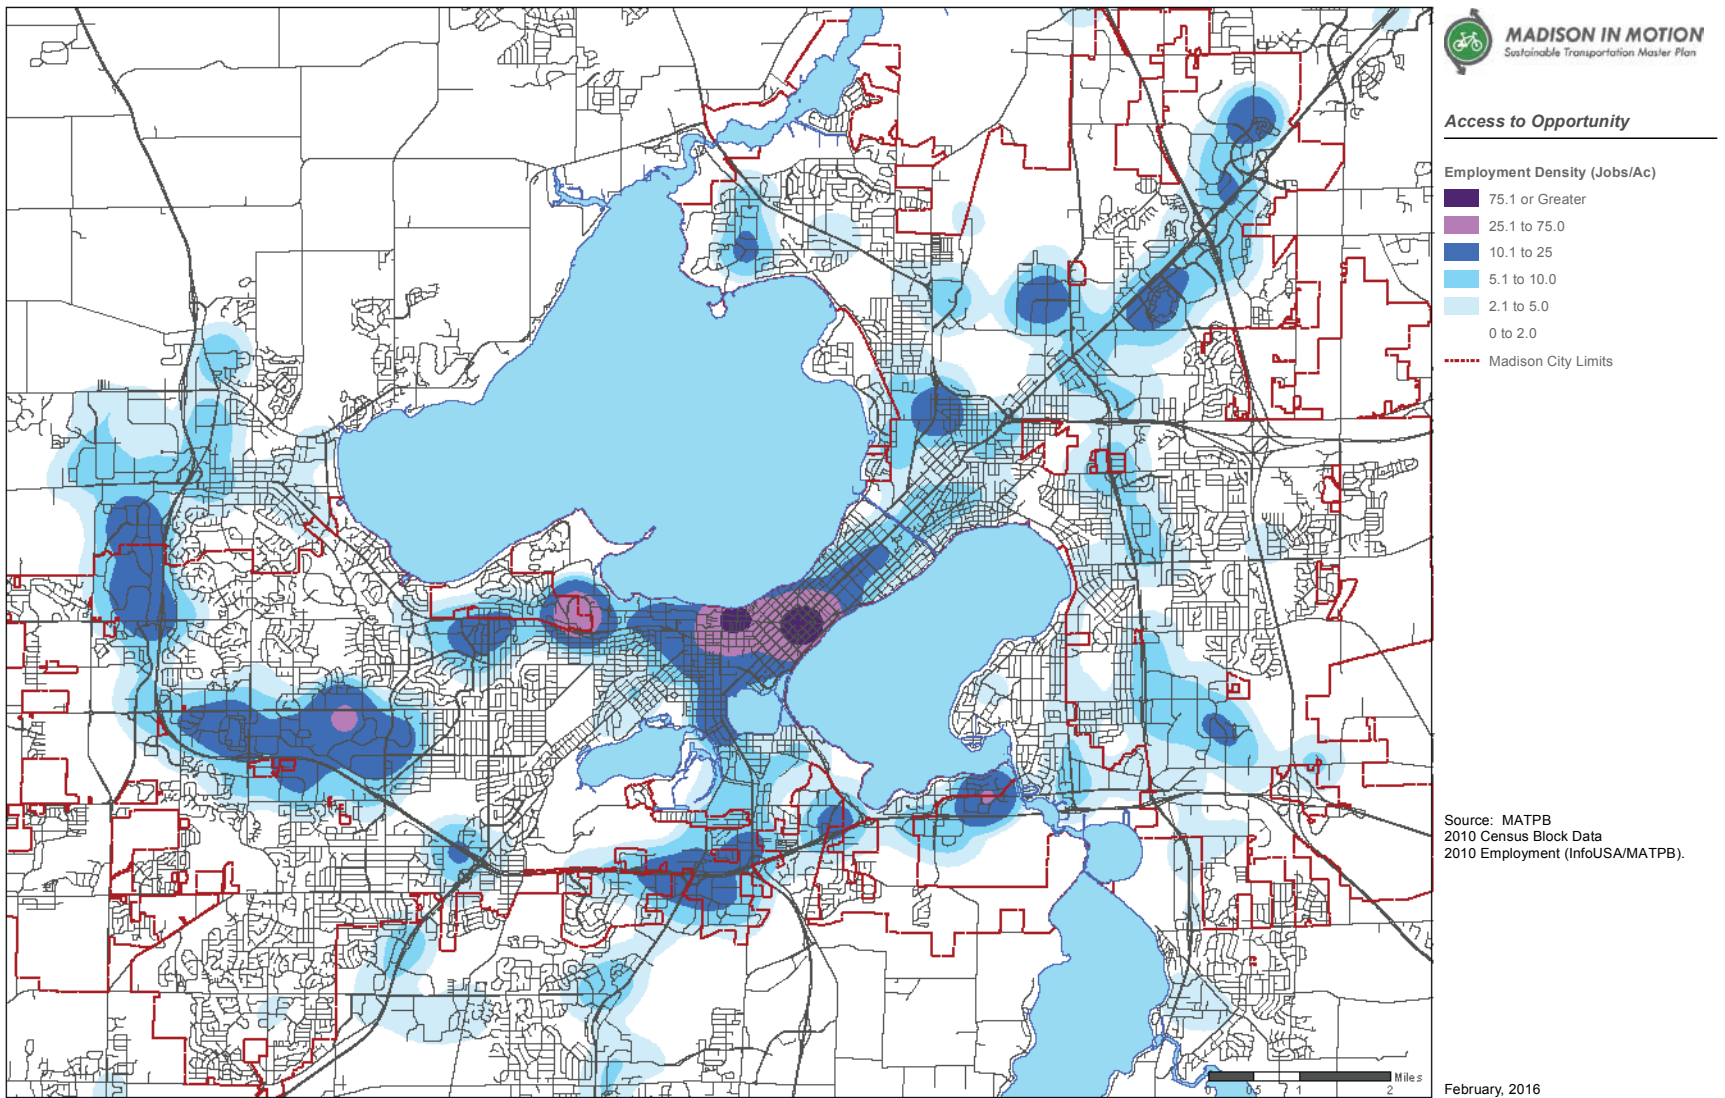 MADISON IN MOTION
Sustainable Transportation Master Plan
Access to Opportunity
Employment Density (Jobs/Ac)
75.1 or Greater
25.1 to 75.0
10.1 to 25
5.1 to 10.0
2.1 to 5.0
0 to 2.0
Madison City Limits
Source: MATPB
2010 Census Block Data
2010 Employment (InfoUSA/MATPB).
Miles
0 0.5 1 2
February, 2016